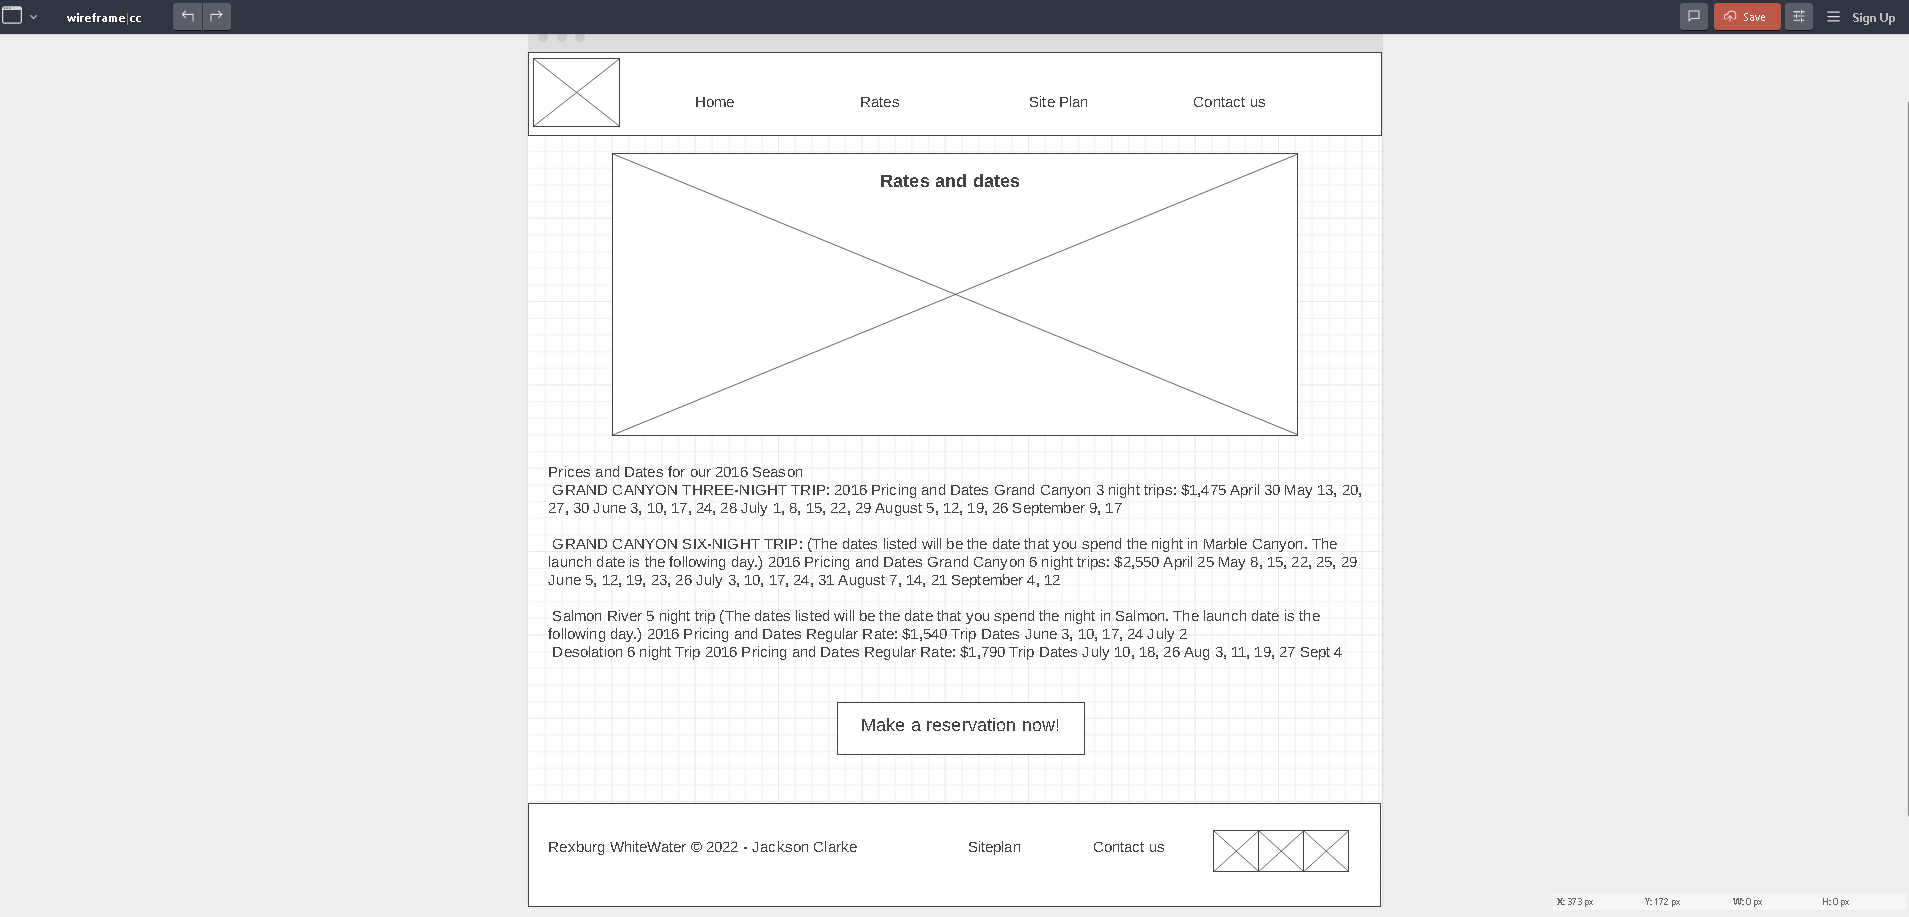 wireframe|cc
Save
Sign Up
Home Rates Site Plan Contact us
Rates and dates
Prices and Dates for our 2016 Season
GRAND CANYON THREE-NIGHT TRIP: 2016 Pricing and Dates Grand Canyon 3 night trips: $1,475 April 30 May 13, 20,
27, 30 June 3, 10, 17, 24, 28 July 1, 8, 15, 22, 29 August 5, 12, 19, 26 September 9, 17
GRAND CANYON SIX-NIGHT TRIP: (The dates listed will be the date that you spend the night in Marble Canyon. The
launch date is the following day.) 2016 Pricing and Dates Grand Canyon 6 night trips: $2,550 April 25 May 8, 15, 22, 25, 29
June 5, 12, 19, 23, 26 July 3, 10, 17, 24, 31 August 7, 14, 21 September 4, 12
Salmon River 5 night trip (The dates listed will be the date that you spend the night in Salmon. The launch date is the
following day.) 2016 Pricing and Dates Regular Rate: $1,540 Trip Dates June 3, 10, 17, 24 July 2
Desolation 6 night Trip 2016 Pricing and Dates Regular Rate: $1,790 Trip Dates July 10, 18, 26 Aug 3, 11, 19, 27 Sept 4
Make a reservation now!
Rexburg WhiteWater © 2022 - Jackson Clarke Siteplan Contact us
X: 373 px Y: 172 px W: 0 px H: 0 px